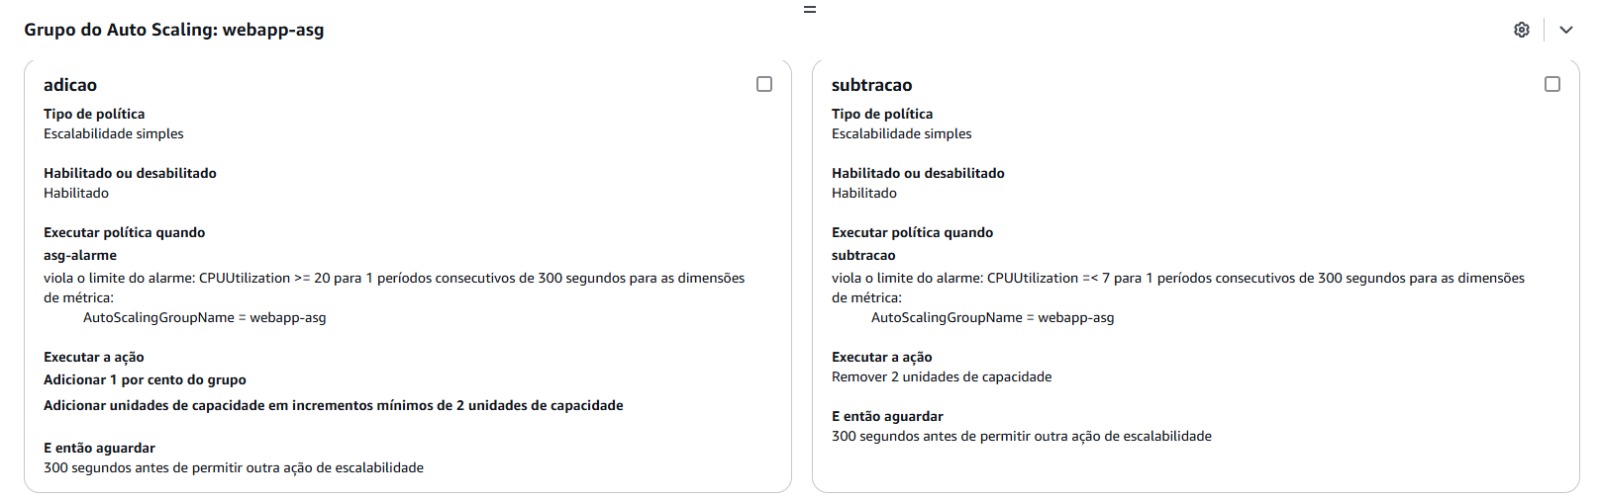 Grupo do Auto Scaling: webapp-asg
adicao
Tipo de política
Escalabilidade simples
Habilitado ou desabilitado
Habilitado
Executar política quando
asg-alarme
viola o limite do alarme: CPUUtilization >= 20 para 1 períodos consecutivos de 300 segundos para as dimensões
de métrica:
AutoScalingGroupName = webapp-asg
Executar a ação
Adicionar 1 por cento do grupo
Adicionar unidades de capacidade em incrementos mínimos de 2 unidades de capacidade
E então aguardar
300 segundos antes de permitir outra ação de escalabilidade
subtracao
Tipo de política
Escalabilidade simples
Habilitado ou desabilitado
Habilitado
Executar política quando
subtracao
viola o limite do alarme: CPUUtilization =< 7 para 1 períodos consecutivos de 300 segundos para as dimensões
de métrica:
AutoScalingGroupName = webapp-asg
Executar a ação
Remover 2 unidades de capacidade
E então aguardar
300 segundos antes de permitir outra ação de escalabilidade